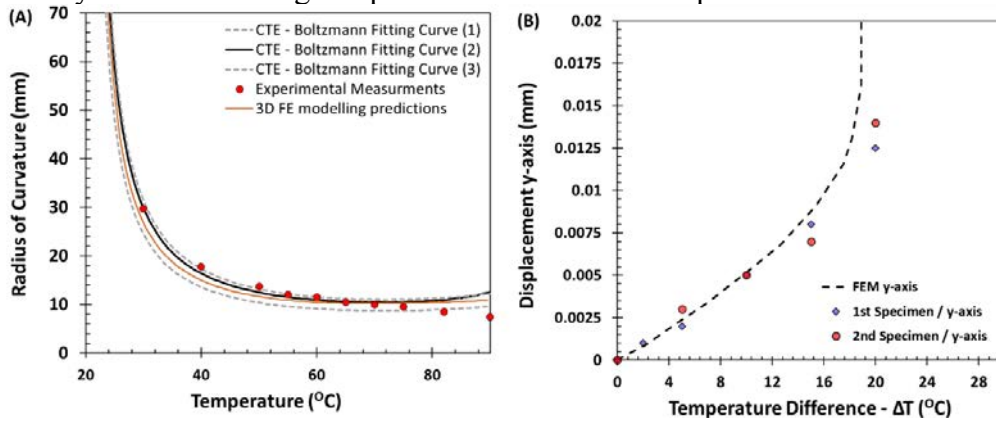 (A)
70
60
50
40
30
20
10
0
20
40
60
80
Radius of Curvature (mm)
Temperature (ᴼC)
CTE - Boltzmann Fitting Curve (1)
CTE - Boltzmann Fitting Curve (2)
CTE - Boltzmann Fitting Curve (3)
Experimental Measurments
3D FE modelling predictions
(B)
0.02
0.0175
0.015
0.0125
0.01
0.0075
0.005
0.0025
0
0
4
8
12
16
20
24
28
Displacement y-axis (mm)
Temperature Difference - ΔT (ᴼC)
FEM y-axis
1st Specimen / y-axis
2nd Specimen / y-axis